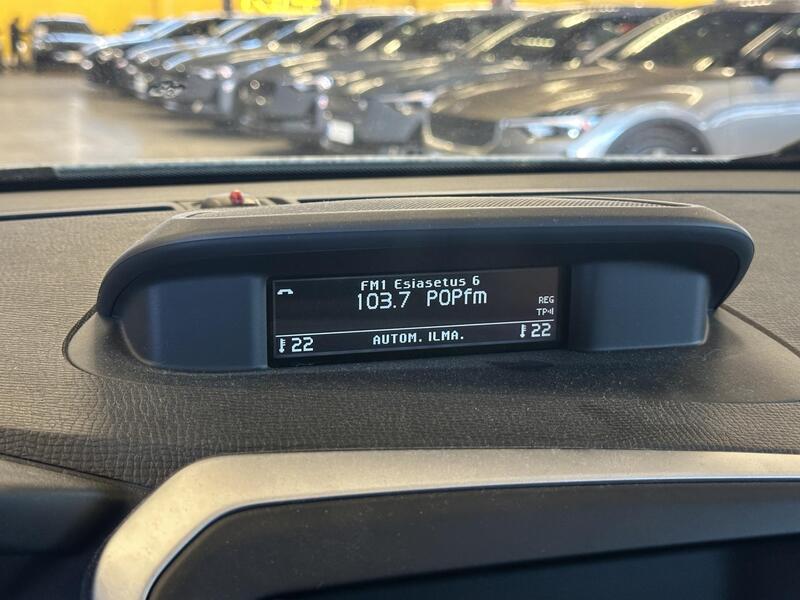 FM1 Esiasetus 6
103.7 POPfm
REG
TP
22 AUTOM. ILMA. 22